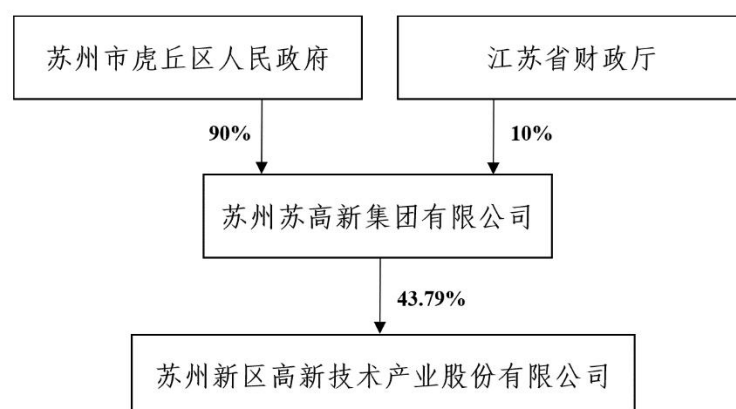 苏州市虎丘区人民政府
江苏省财政厅
90%
10%
苏州苏高新集团有限公司
43.79%
苏州新区高新技术产业股份有限公司